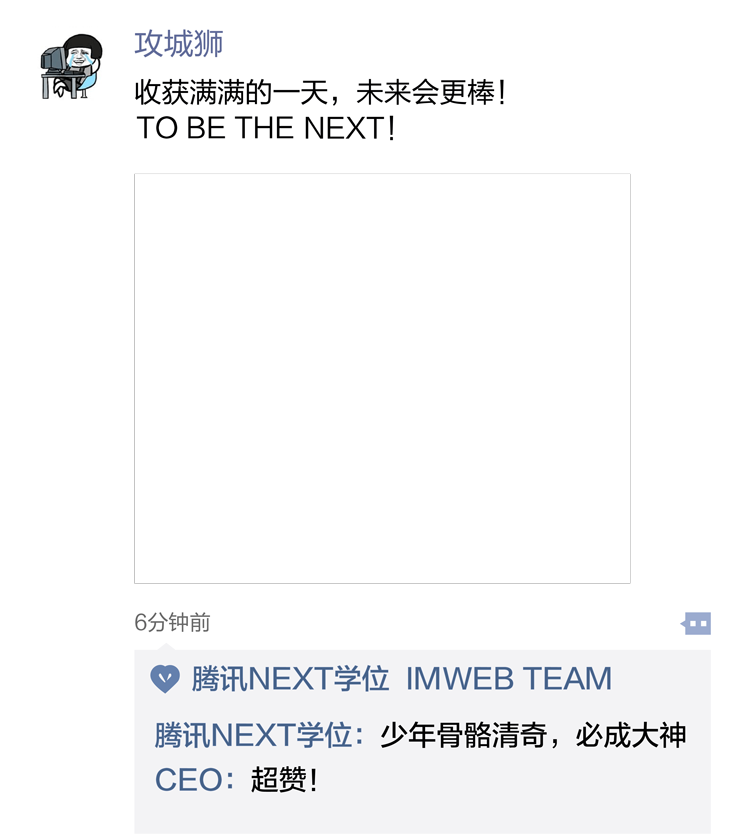 攻城狮
收获满满的一天，未来会更棒！
TO BE THE NEXT！
6分钟前
腾讯NEXT学位 IMWEB TEAM
腾讯NEXT学位：少年骨骼清奇，必成大神
CEO：超赞！